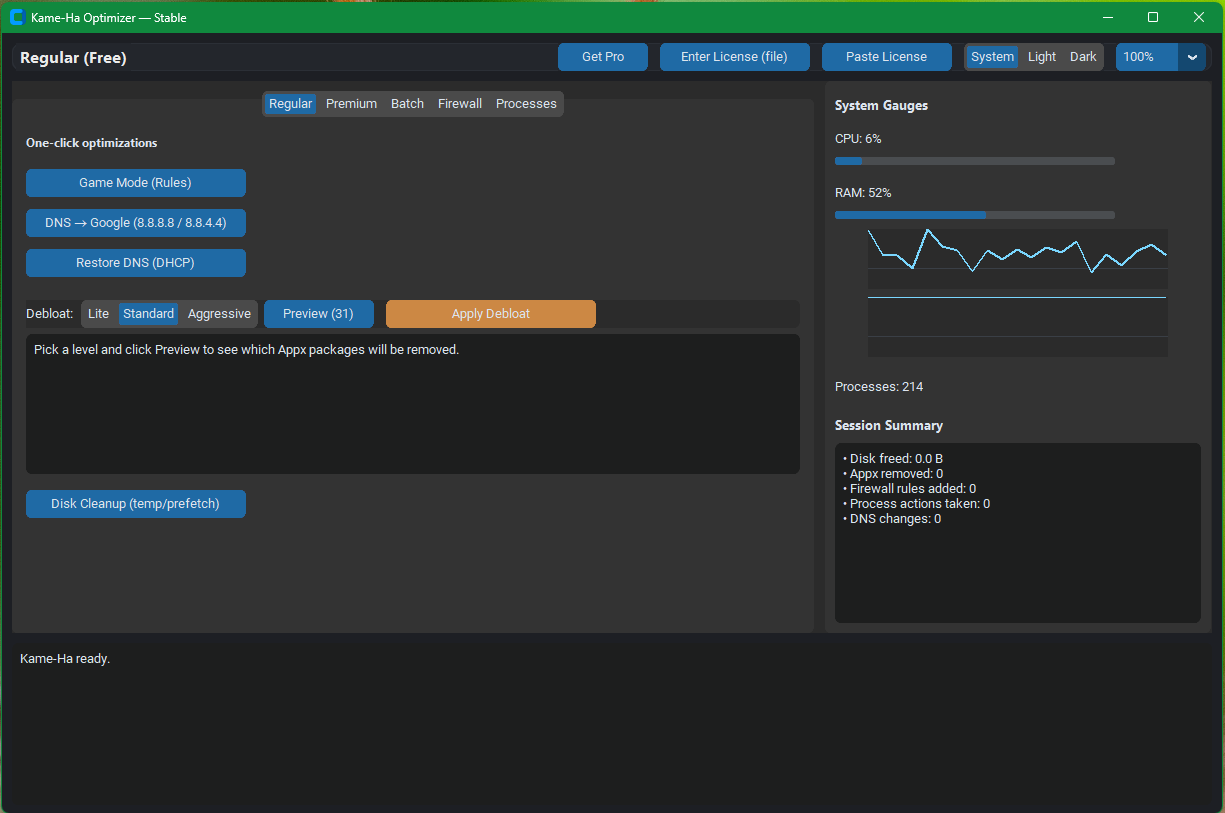 Kame-Ha Optimizer — Stable
Regular (Free)
Get Pro
Enter License (file)
Paste License
System
Light
Dark
100%
Regular
Premium
Batch
Firewall
Processes
One-click optimizations
Game Mode (Rules)
DNS → Google (8.8.8.8 / 8.8.4.4)
Restore DNS (DHCP)
Debloat:
Lite
Standard
Aggressive
Preview (31)
Apply Debloat
Pick a level and click Preview to see which Appx packages will be removed.
Disk Cleanup (temp/prefetch)
System Gauges
CPU: 6%
RAM: 52%
Processes: 214
Session Summary
• Disk freed: 0.0 B
• Appx removed: 0
• Firewall rules added: 0
• Process actions taken: 0
• DNS changes: 0
Kame-Ha ready.